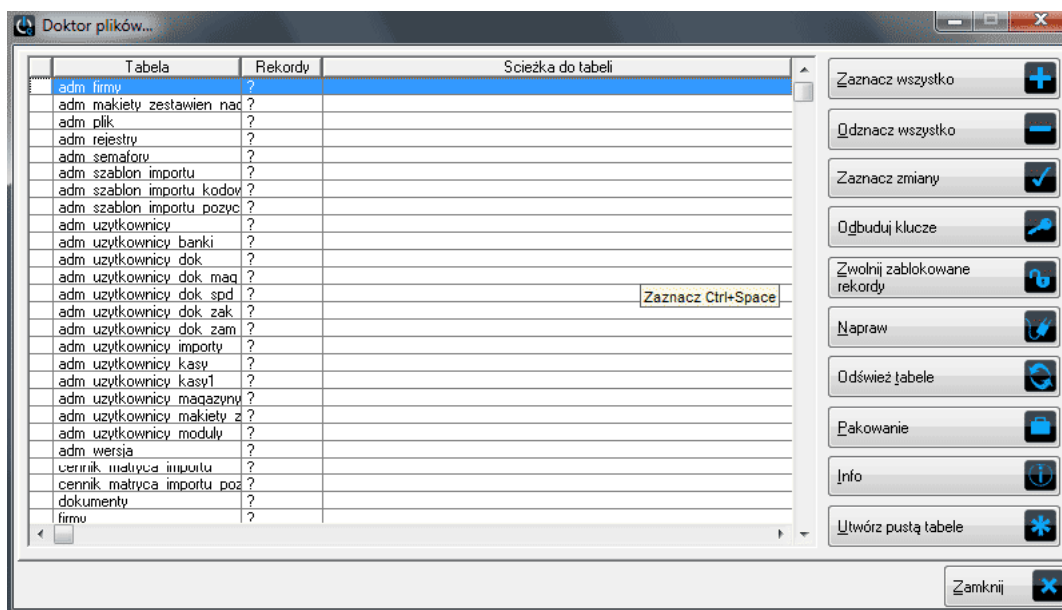 Doktor plików...
Tabela Rekordy Scieżka do tabeli
adm firmy ?
adm makiety zestawien nad ?
adm plik ?
adm rejestry ?
adm semafory ?
adm szablon importu ?
adm szablon importu kodow ?
adm szablon importu pozyc ?
adm uzytkownicy ?
adm uzytkownicy banki ?
adm uzytkownicy dok ?
adm uzytkownicy dok mag ?
adm uzytkownicy dok spd ?
adm uzytkownicy dok zak ?
adm uzytkownicy dok zam ?
adm uzytkownicy importy ?
adm uzytkownicy kasy ?
adm uzytkownicy kasy1 ?
adm uzytkownicy magazyny ?
adm uzytkownicy makiety z ?
adm uzytkownicy moduly ?
adm wersja ?
cennik matryca importu ?
cennik matryca importu poz ?
dokumenty ?
firmy ?
Zaznacz Ctrl+Space
Zaznacz wszystko
Odznacz wszystko
Zaznacz zmiany
Odbuduj klucze
Zwolnij zablokowane
rekordy
Napraw
Odśwież tabele
Pakowanie
Info
Utwórz pustą tabele
Zamknij